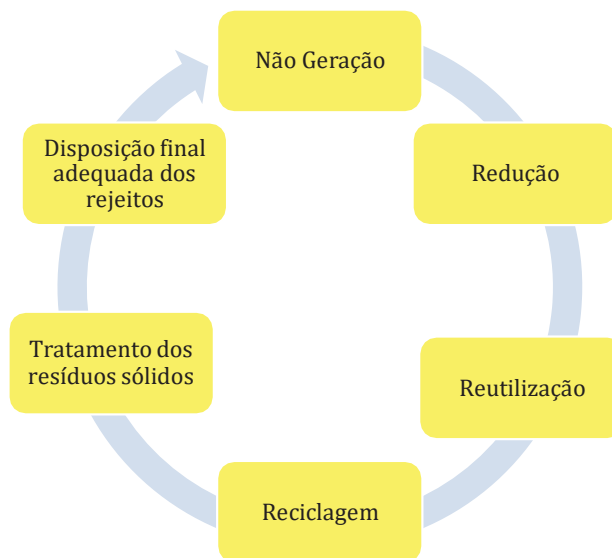 Não Geração
Redução
Reutilização
Reciclagem
Tratamento dos
resíduos sólidos
Disposição final
adequada dos
rejeitos